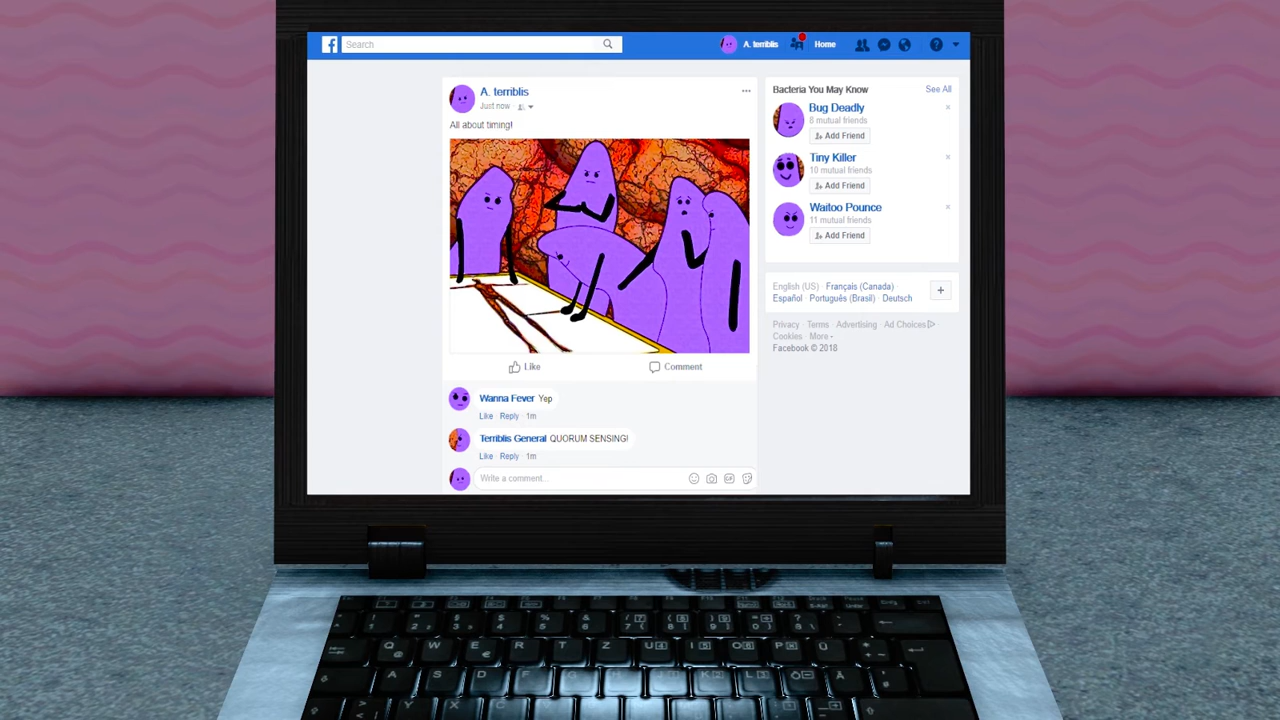 f Search A. terriblis Home
A. terriblis
Just now
All about timing!
Like Comment
Wanna Fever Yep
Like · Reply · 1m
Terriblis General QUORUM SENSING!
Like · Reply · 1m
Write a comment...
GIF
Bacteria You May Know See All
Bug Deadly
8 mutual friends
Add Friend
Tiny Killer
10 mutual friends
Add Friend
Waitoo Pounce
11 mutual friends
Add Friend
English (US) · Français (Canada) ·
Español · Português (Brasil) · Deutsch
Privacy · Terms · Advertising · Ad Choices ·
Cookies · More
Facebook © 2018
Q W E R T Z U I O P Ü
A S D F G H J K L Ö Ä